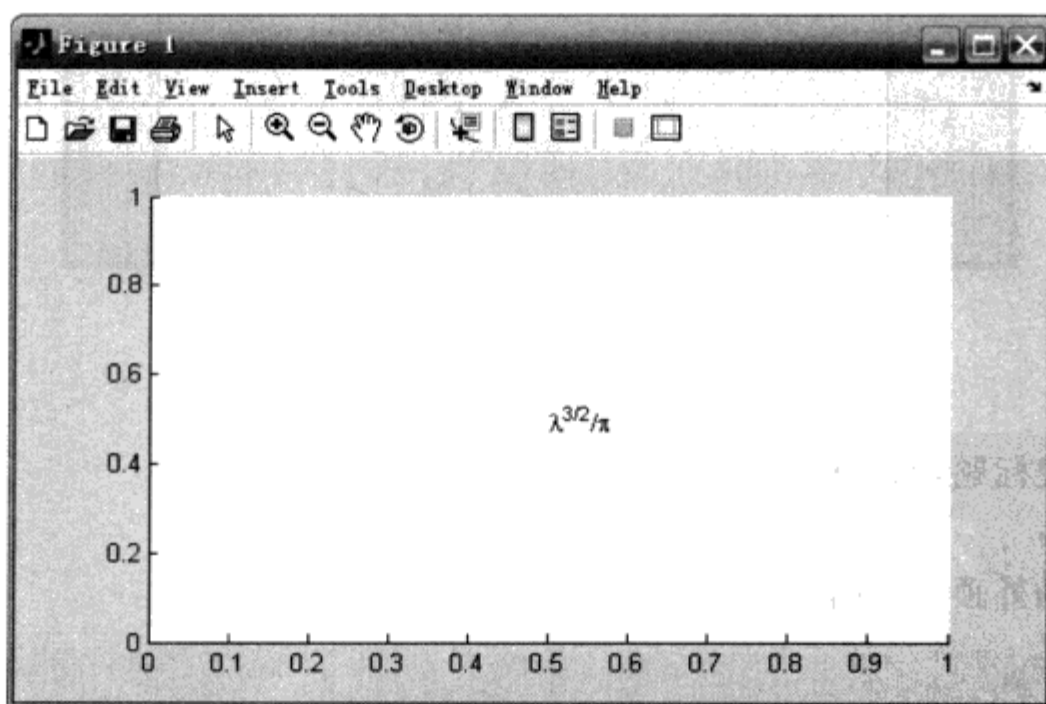 Figure 1
File Edit View Insert Tools Desktop Window Help
1
0.8
0.6
λ^{3/2}/π
0.4
0.2
0
0 0.1 0.2 0.3 0.4 0.5 0.6 0.7 0.8 0.9 1